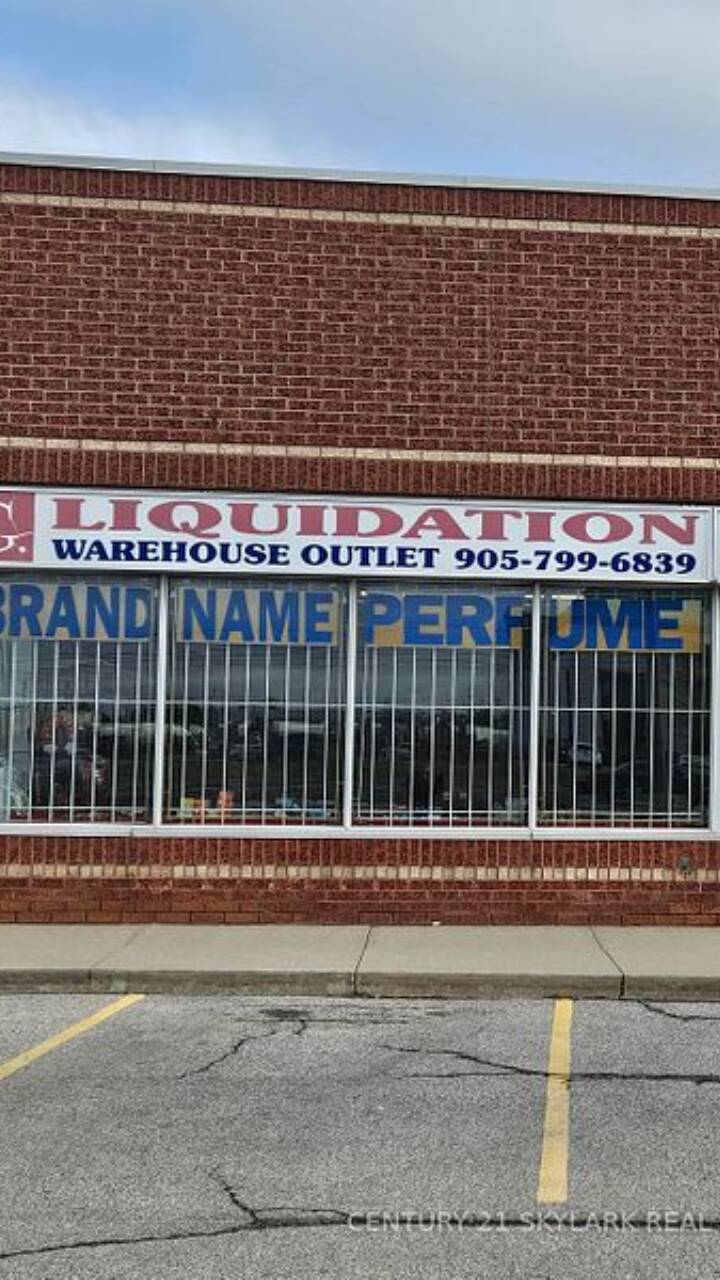 LIQUIDATION
WAREHOUSE OUTLET 905-799-6839
BRAND NAME PERFUME
CENTURY 21 SKYLARK REAL